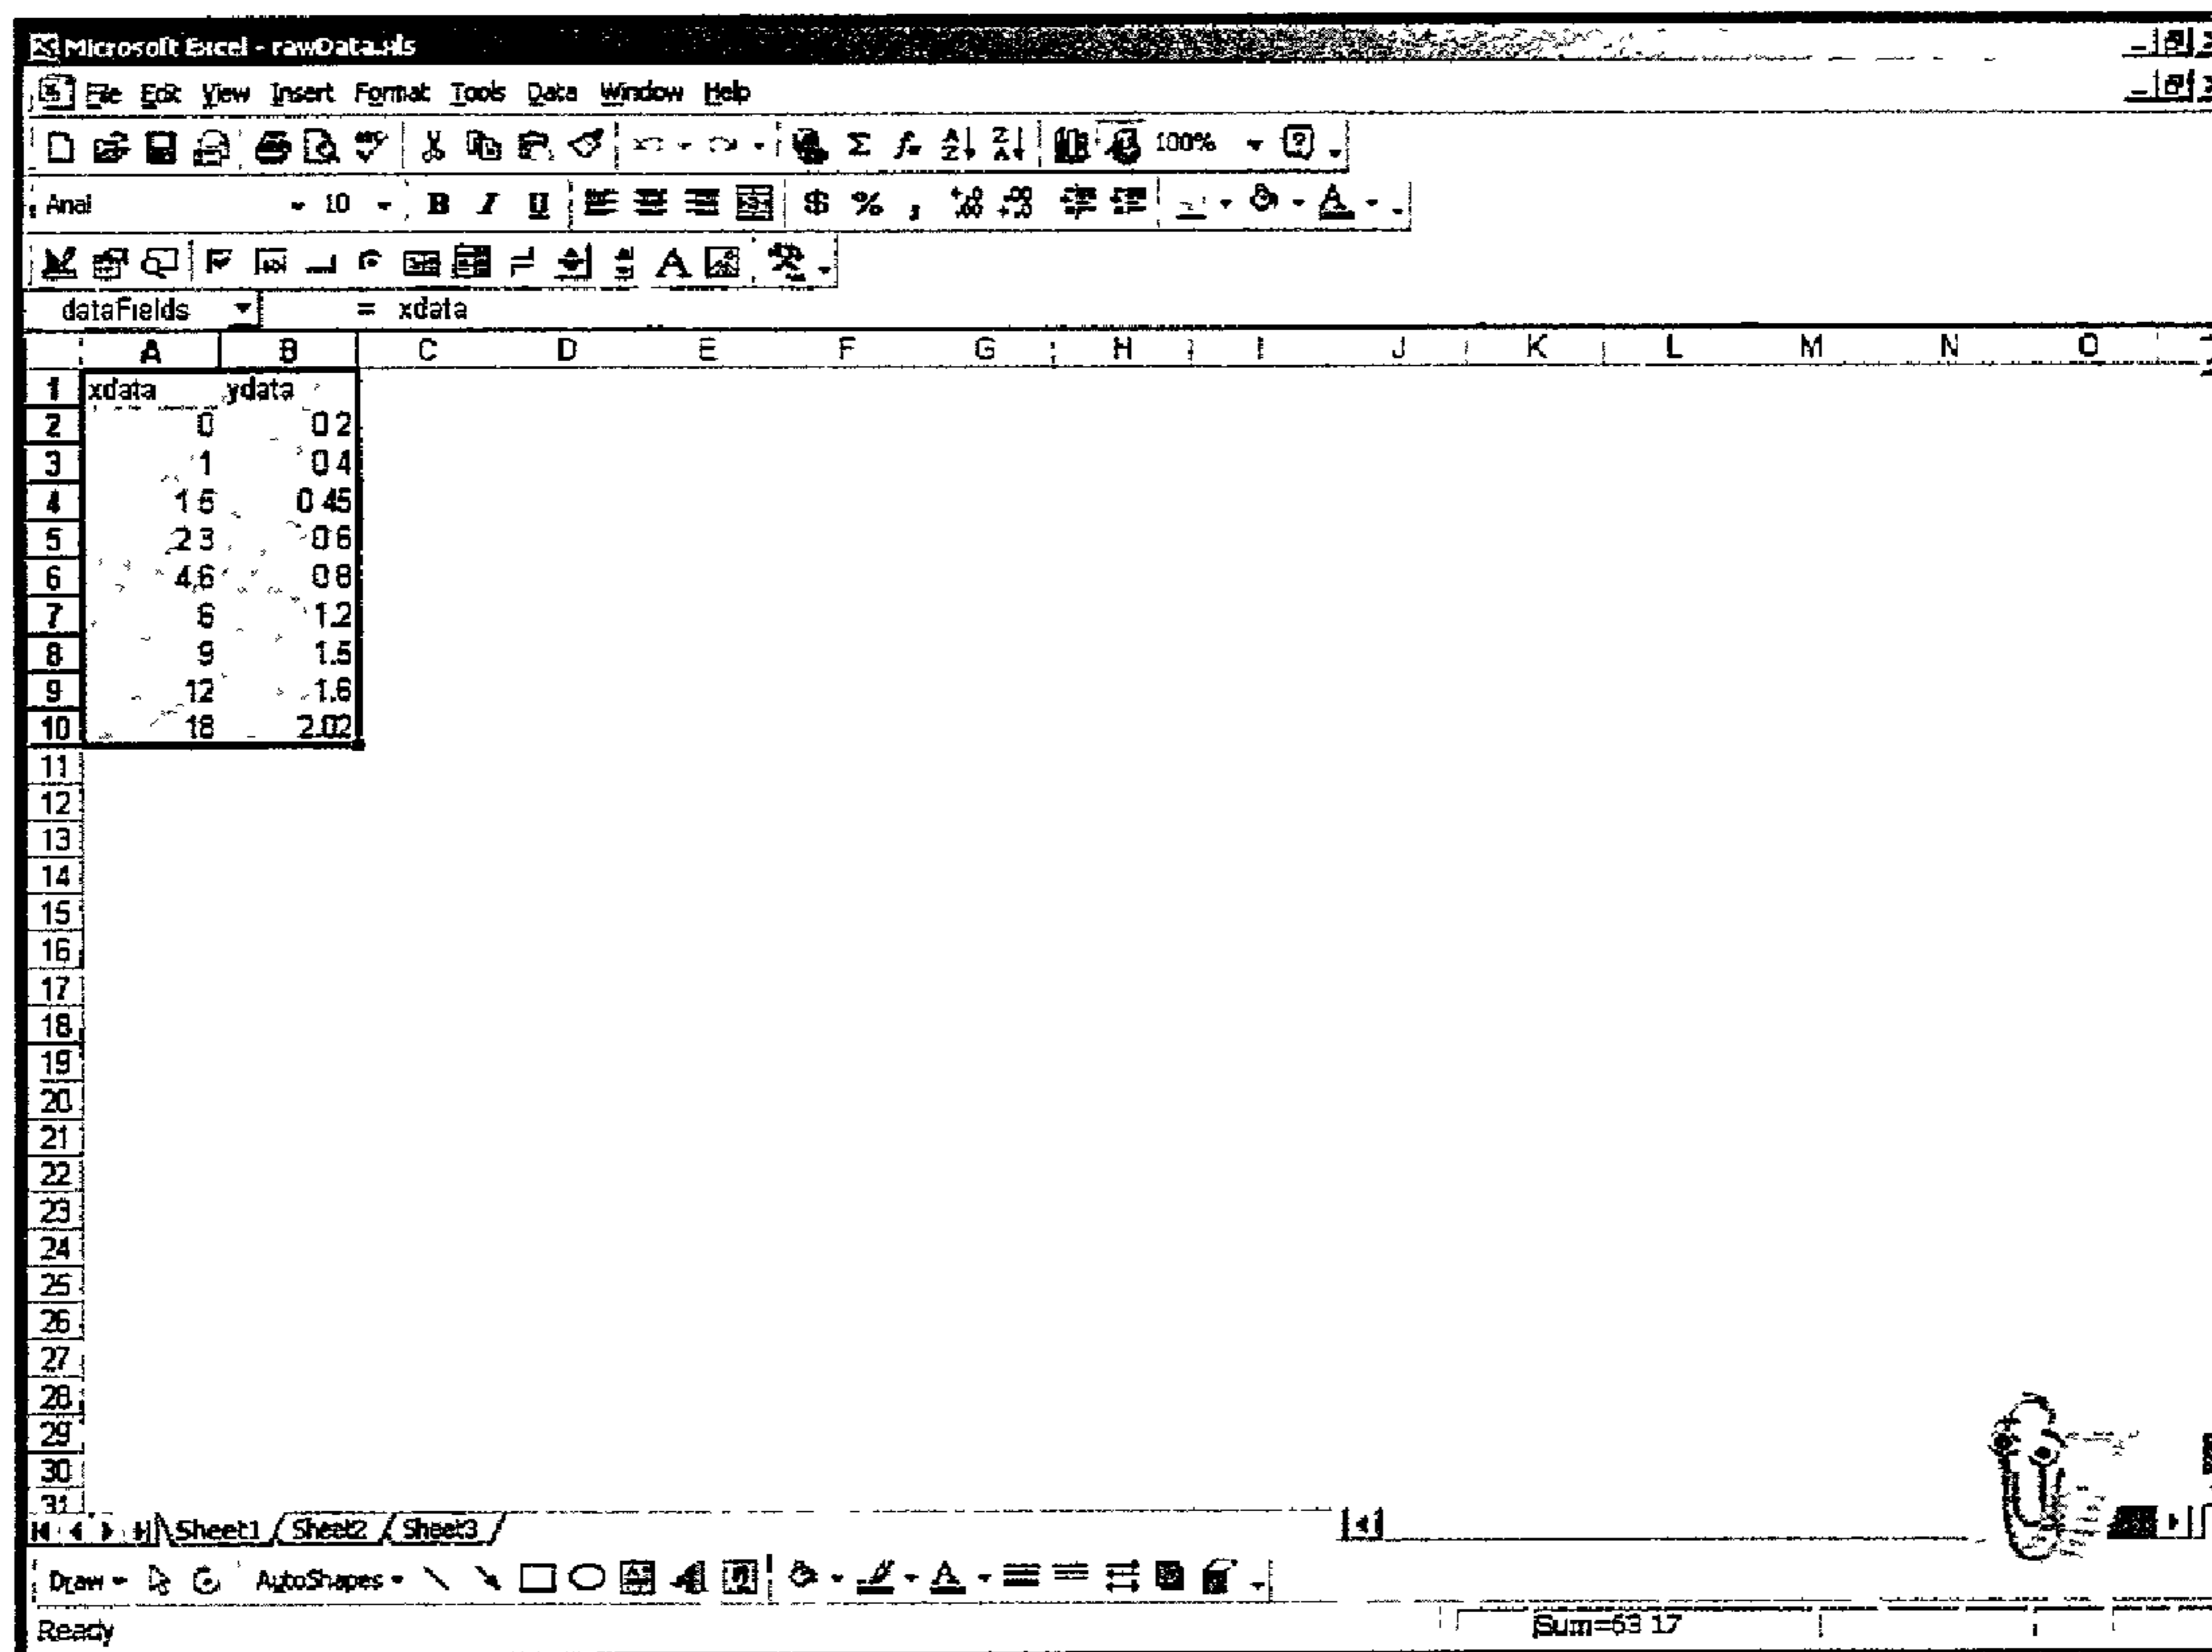 Microsoft Excel - rawData.xls
File Edit View Insert Format Tools Data Window Help
100%
Arial 10 B I U $ % ,
dataFields = xdata
A B C D E F G H I J K L M N O
1 xdata ydata
2 0 0 2
3 1 0 4
4 1 5 0 45
5 2 3 0 6
6 4.6 0 8
7 6 1.2
8 9 1.5
9 12 1.6
10 18 2.02
11
12
13
14
15
16
17
18
19
20
21
22
23
24
25
26
27
28
29
30
31
Sheet1 Sheet2 Sheet3
Draw AutoShapes
Ready Sum=63 17